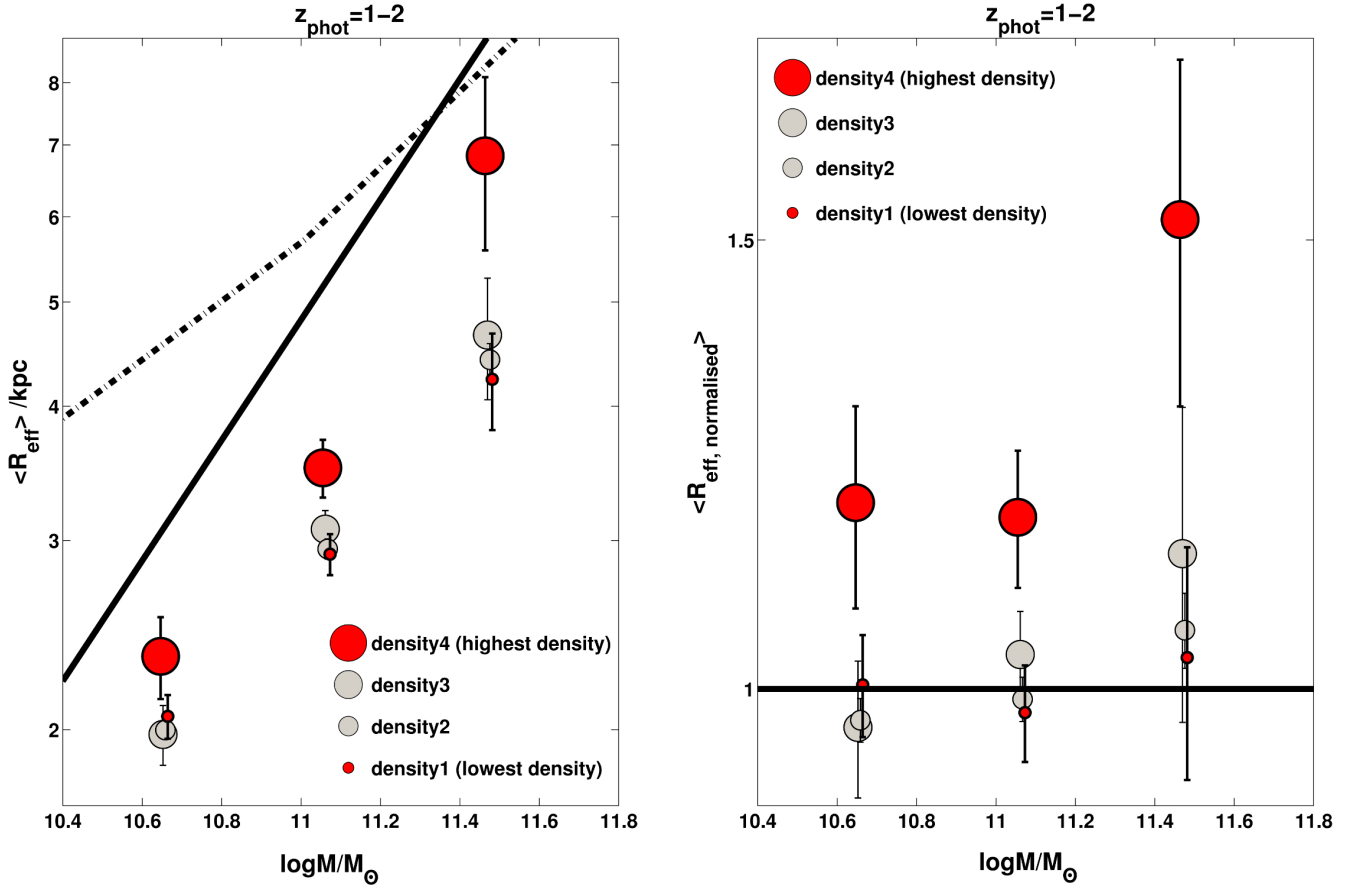 z_phot=1−2
8
7
6
5
4
3
2
<R_eff> /kpc
density4 (highest density)
density3
density2
density1 (lowest density)
10.4 10.6 10.8 11 11.2 11.4 11.6 11.8
logM/M_⊙
z_phot=1−2
density4 (highest density)
density3
density2
density1 (lowest density)
1.5
1
<R_eff, normalised>
10.4 10.6 10.8 11 11.2 11.4 11.6 11.8
logM/M_⊙